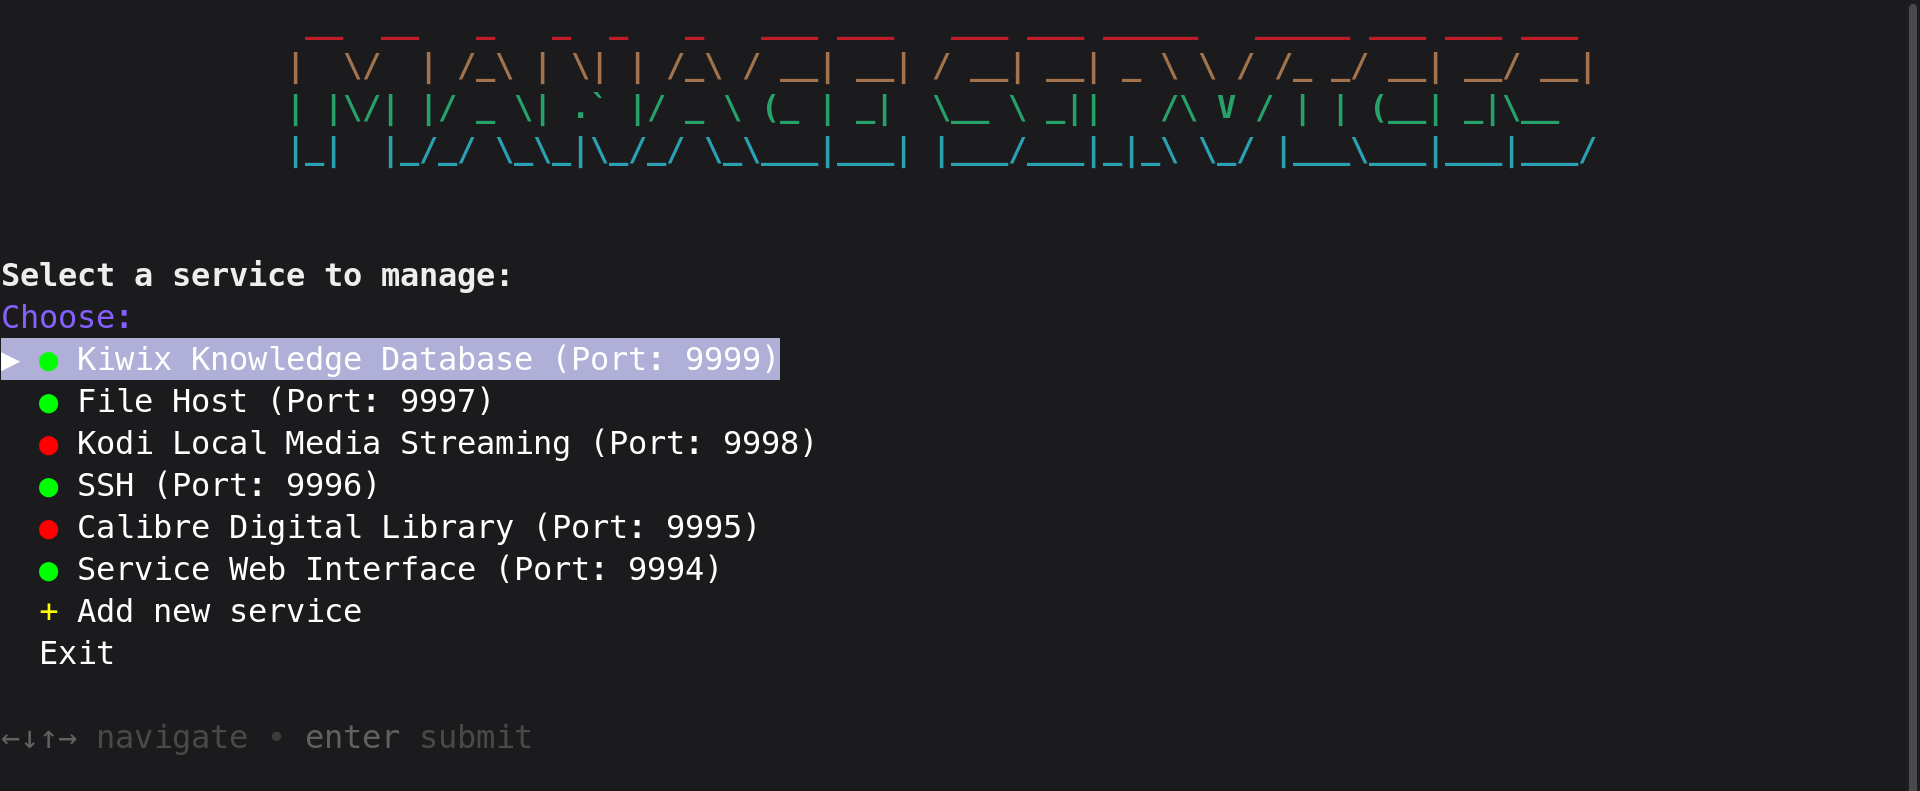 MANAGE SERVICES
Select a service to manage:
Choose:
▶ ● Kiwix Knowledge Database (Port: 9999)
● File Host (Port: 9997)
● Kodi Local Media Streaming (Port: 9998)
● SSH (Port: 9996)
● Calibre Digital Library (Port: 9995)
● Service Web Interface (Port: 9994)
+ Add new service
Exit
←↓↑→ navigate • enter submit